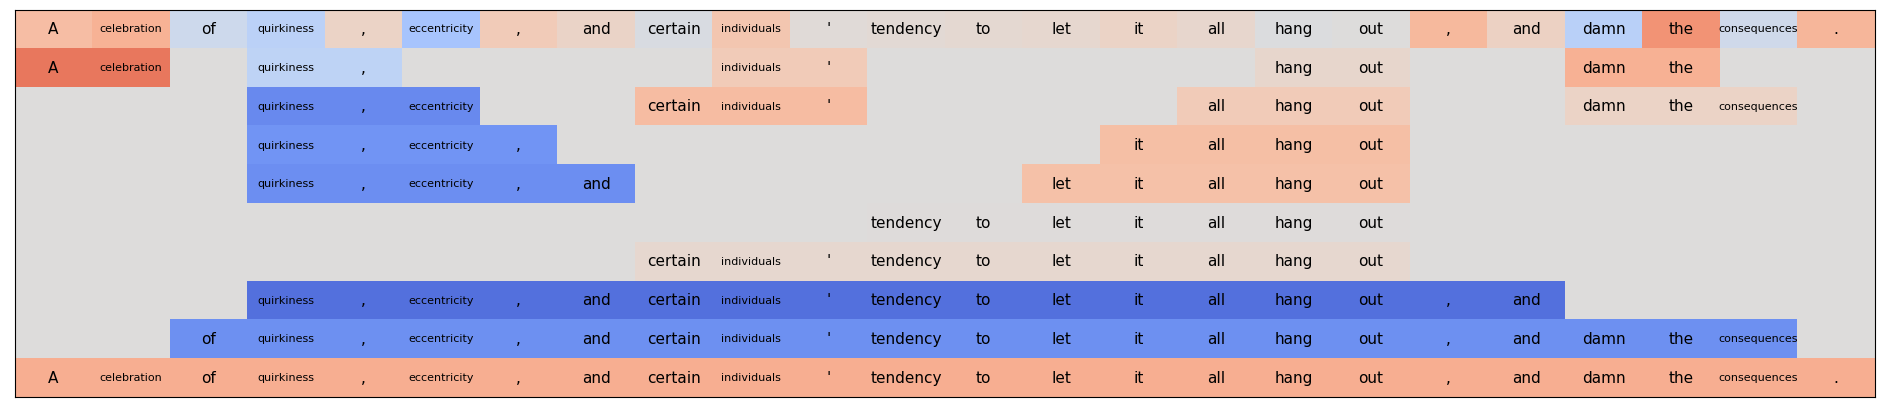 A celebration of quirkiness , eccentricity , and certain individuals ' tendency to let it all hang out , and damn the consequences .
A celebration quirkiness , individuals ' hang out damn the
quirkiness , eccentricity certain individuals ' all hang out damn the consequences
quirkiness , eccentricity , it all hang out
quirkiness , eccentricity , and let it all hang out
tendency to let it all hang out
certain individuals ' tendency to let it all hang out
quirkiness , eccentricity , and certain individuals ' tendency to let it all hang out , and
of quirkiness , eccentricity , and certain individuals ' tendency to let it all hang out , and damn the consequences
A celebration of quirkiness , eccentricity , and certain individuals ' tendency to let it all hang out , and damn the consequences .